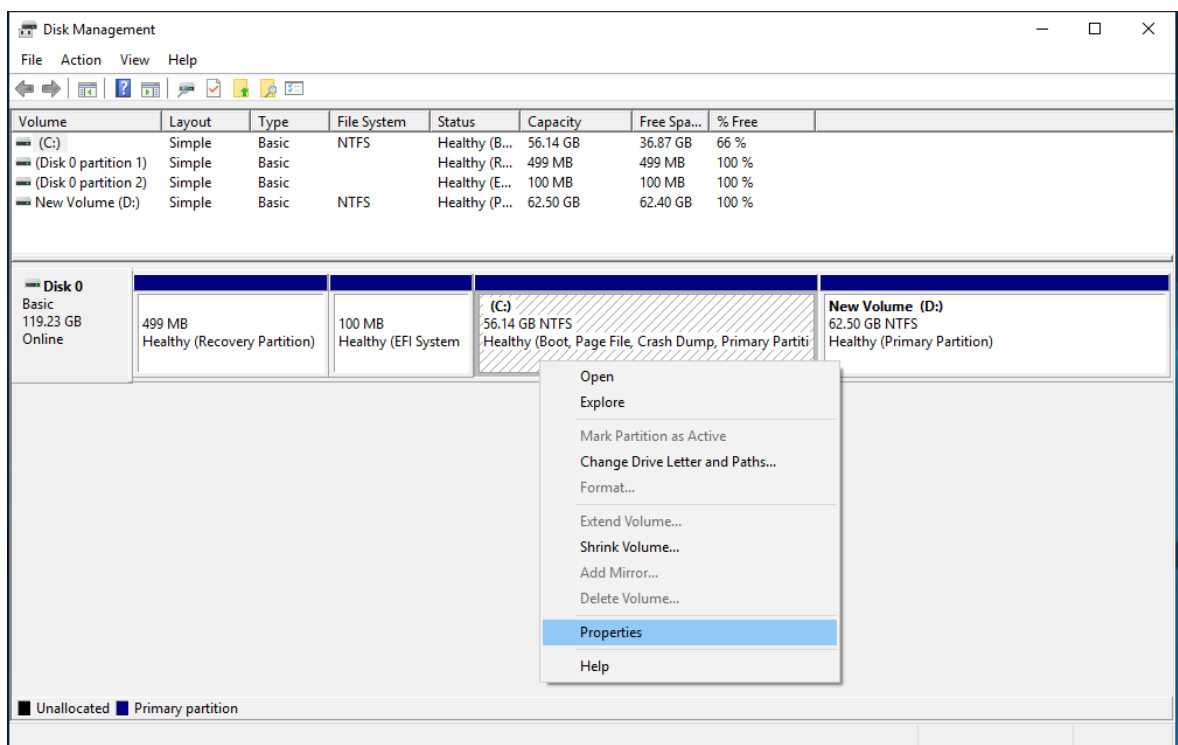 Disk Management
File Action View Help
Volume Layout Type File System Status Capacity Free Spa... % Free
(C:) Simple Basic NTFS Healthy (B... 56.14 GB 36.87 GB 66 %
(Disk 0 partition 1) Simple Basic Healthy (R... 499 MB 499 MB 100 %
(Disk 0 partition 2) Simple Basic Healthy (E... 100 MB 100 MB 100 %
New Volume (D:) Simple Basic NTFS Healthy (P... 62.50 GB 62.40 GB 100 %
Disk 0
Basic
119.23 GB
Online
499 MB
Healthy (Recovery Partition)
100 MB
Healthy (EFI System
(C:)
56.14 GB NTFS
Healthy (Boot, Page File, Crash Dump, Primary Partiti
New Volume (D:)
62.50 GB NTFS
Healthy (Primary Partition)
Open
Explore
Mark Partition as Active
Change Drive Letter and Paths...
Format...
Extend Volume...
Shrink Volume...
Add Mirror...
Delete Volume...
Properties
Help
Unallocated Primary partition